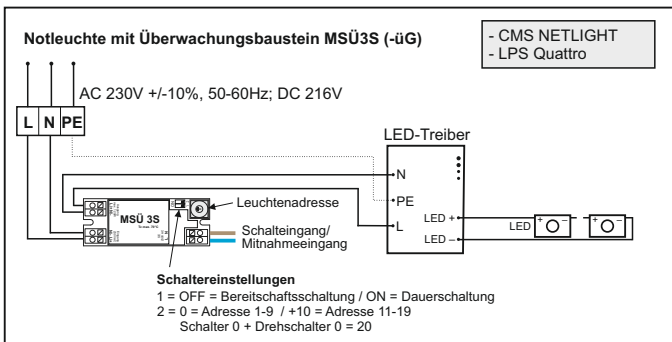 Notleuchte mit Überwachungsbaustein MSÜ3S (-üG)
- CMS NETLIGHT
- LPS Quattro
AC 230V +/-10%, 50-60Hz; DC 216V
L N PE
LED-Treiber
N
PE
L
LED +
LED –
LED
+ –
+
MSÜ 3S
Leuchtenadresse
Schalteingang/
Mitnahmeeingang
Schaltereinstellungen
1 = OFF = Bereitschaftsschaltung / ON = Dauerschaltung
2 = 0 = Adresse 1-9 / +10 = Adresse 11-19
Schalter 0 + Drehschalter 0 = 20